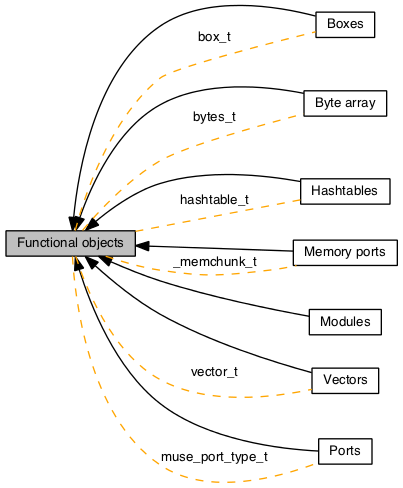 Boxes
box_t
Byte array
bytes_t
Hashtables
hashtable_t
Functional objects
Memory ports
_memchunk_t
Modules
vector_t
Vectors
Ports
muse_port_type_t